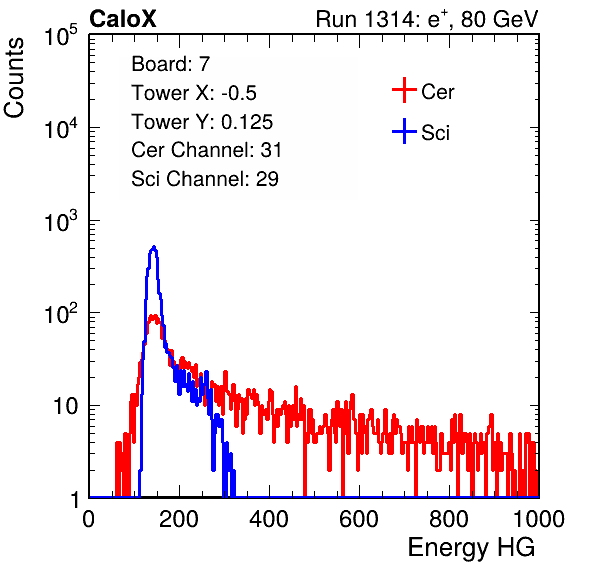 CaloX Run 1314: e⁺, 80 GeV
Counts
10⁵
10⁴
10³
10²
10
1
Board: 7
Tower X: -0.5
Tower Y: 0.125
Cer Channel: 31
Sci Channel: 29
Cer
Sci
0 200 400 600 800 1000
Energy HG